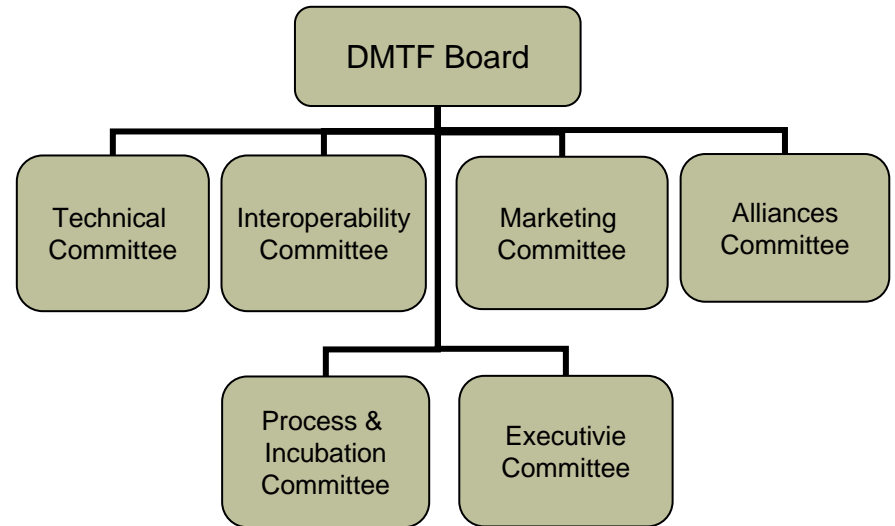 DMTF Board
Technical
Committee
Interoperability
Committee
Marketing
Committee
Alliances
Committee
Process &
Incubation
Committee
Executivie
Committee